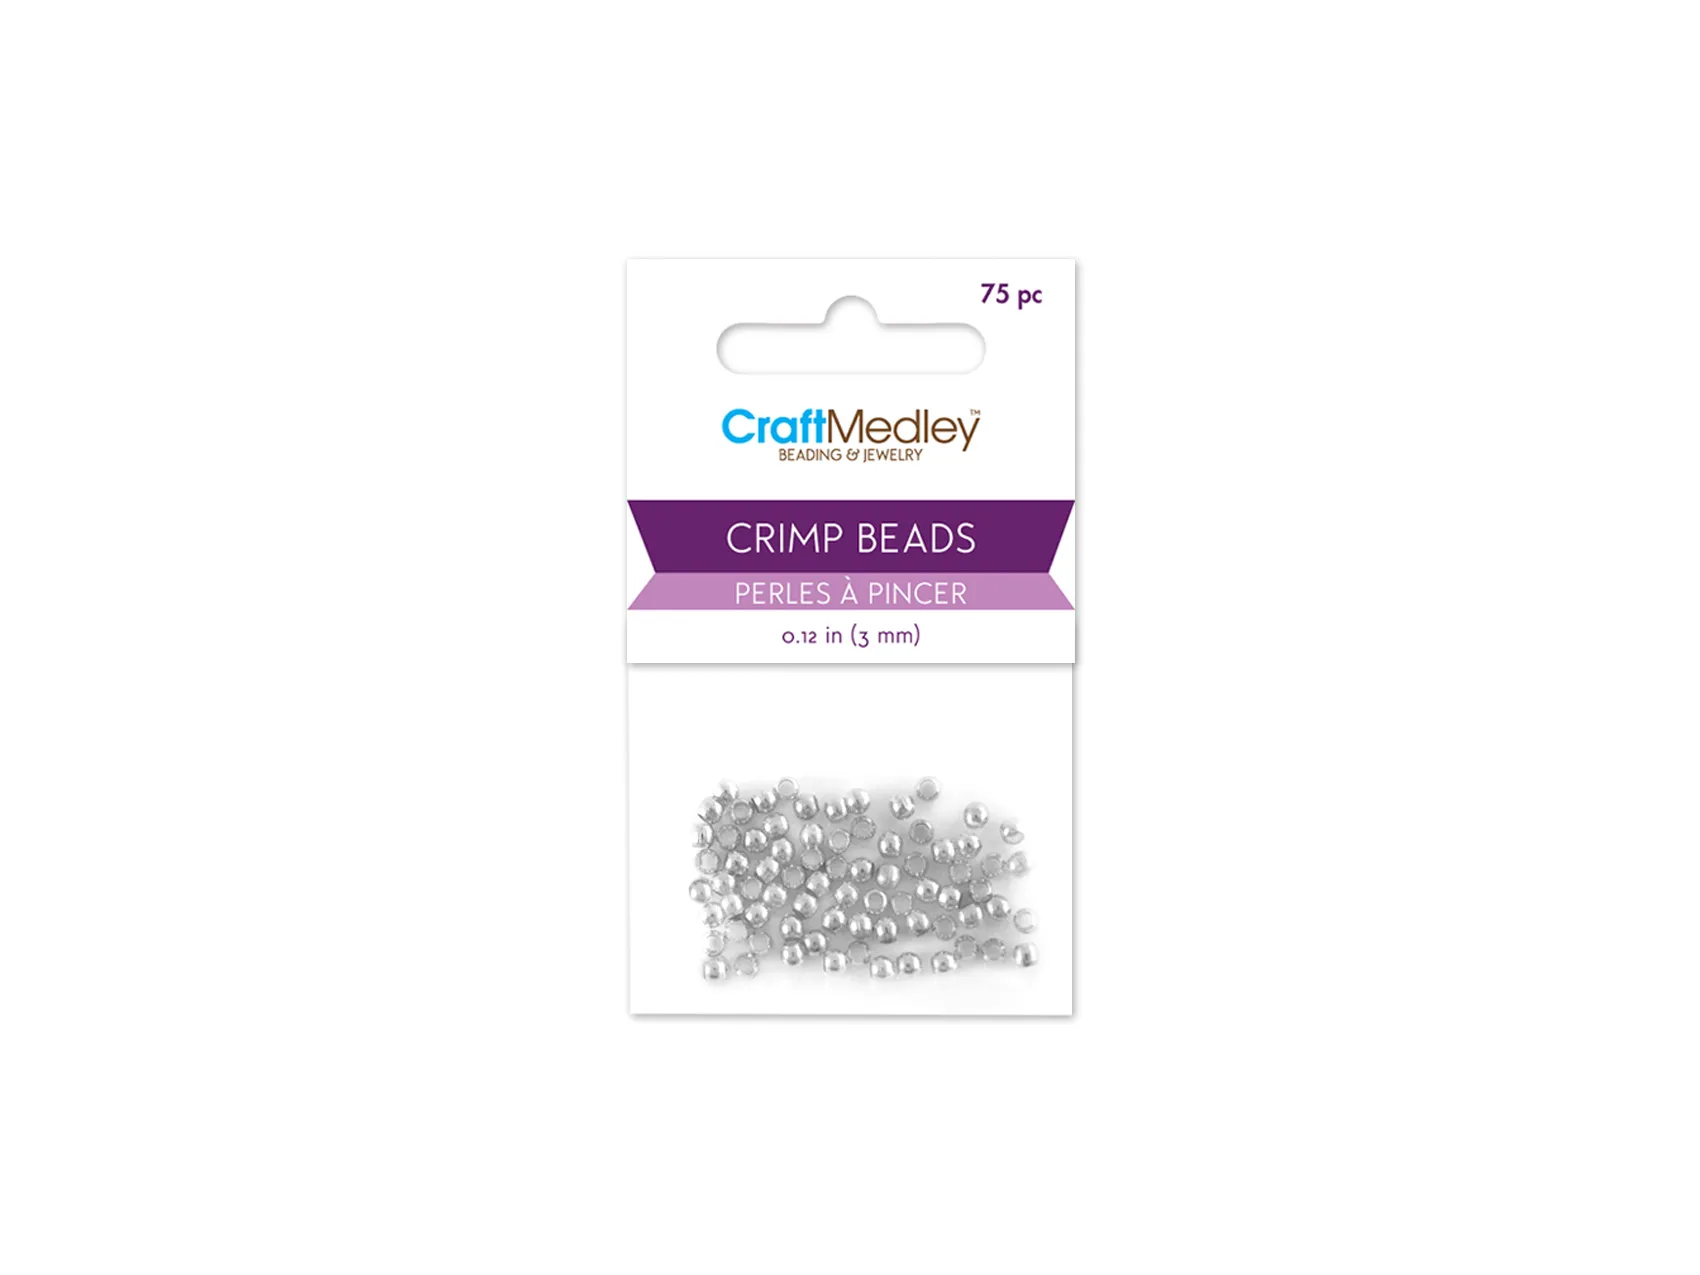 75 pc
CraftMedley™
BEADING & JEWELRY
CRIMP BEADS
PERLES À PINCER
0.12 in (3 mm)